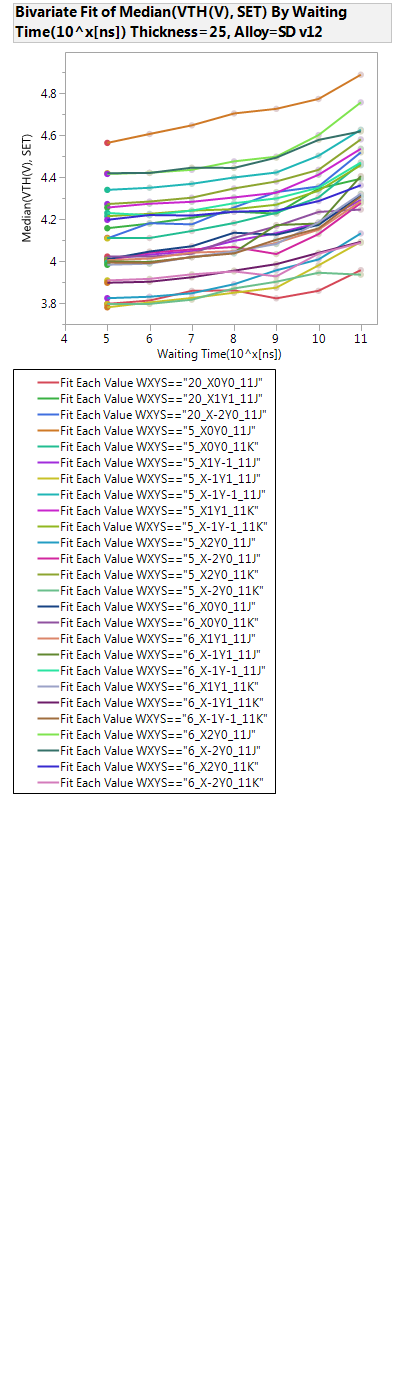 Bivariate Fit of Median(VTH(V), SET) By Waiting
Time(10^x[ns]) Thickness=25, Alloy=SD v12
Median(VTH(V), SET)
4.8
4.6
4.4
4.2
4
3.8
4 5 6 7 8 9 10 11
Waiting Time(10^x[ns])
Fit Each Value WXYS=="20_X0Y0_11J"
Fit Each Value WXYS=="20_X1Y1_11J"
Fit Each Value WXYS=="20_X-2Y0_11J"
Fit Each Value WXYS=="5_X0Y0_11J"
Fit Each Value WXYS=="5_X0Y0_11K"
Fit Each Value WXYS=="5_X1Y-1_11J"
Fit Each Value WXYS=="5_X-1Y1_11J"
Fit Each Value WXYS=="5_X-1Y-1_11J"
Fit Each Value WXYS=="5_X1Y1_11K"
Fit Each Value WXYS=="5_X-1Y-1_11K"
Fit Each Value WXYS=="5_X2Y0_11J"
Fit Each Value WXYS=="5_X-2Y0_11J"
Fit Each Value WXYS=="5_X2Y0_11K"
Fit Each Value WXYS=="5_X-2Y0_11K"
Fit Each Value WXYS=="6_X0Y0_11J"
Fit Each Value WXYS=="6_X0Y0_11K"
Fit Each Value WXYS=="6_X1Y1_11J"
Fit Each Value WXYS=="6_X-1Y1_11J"
Fit Each Value WXYS=="6_X-1Y-1_11J"
Fit Each Value WXYS=="6_X1Y1_11K"
Fit Each Value WXYS=="6_X-1Y1_11K"
Fit Each Value WXYS=="6_X-1Y-1_11K"
Fit Each Value WXYS=="6_X2Y0_11J"
Fit Each Value WXYS=="6_X-2Y0_11J"
Fit Each Value WXYS=="6_X2Y0_11K"
Fit Each Value WXYS=="6_X-2Y0_11K"